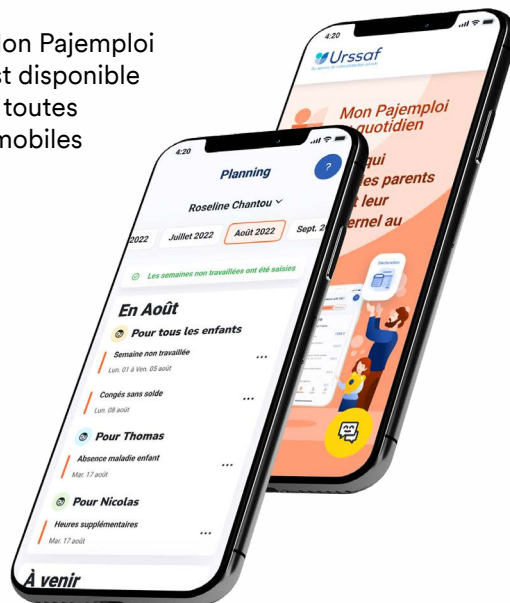 Mon Pajemploi
est disponible
toutes
mobiles
4:20
Urssaf
Mon Pajemploi
quotidien
qui
les parents
leur
ernel au
Déclaration
4:20
Planning
?
Roseline Chantou
2022
Juillet 2022
Août 2022
Sept. 2
Les semaines non travaillées ont été saisies
En Août
Pour tous les enfants
Semaine non travaillée
...
Lun. 01 à Ven. 05 août
Congés sans solde
...
Lun. 08 août
Pour Thomas
Absence maladie enfant
...
Mar. 17 août
Pour Nicolas
Heures supplémentaires
...
Mar. 17 août
À venir